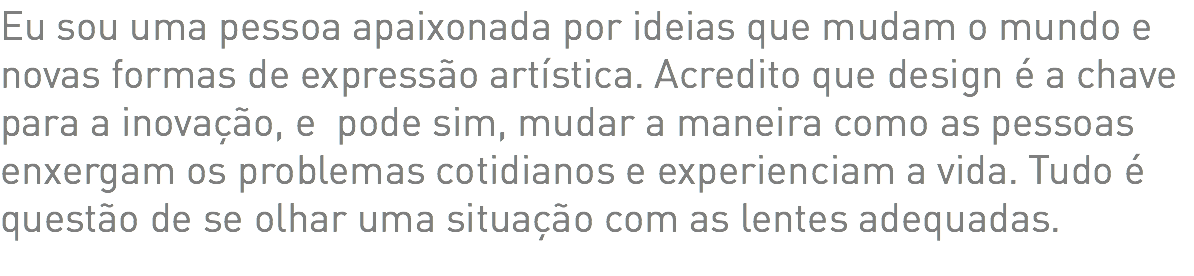 Eu sou uma pessoa apaixonada por ideias que mudam o mundo e
novas formas de expressão artística. Acredito que design é a chave
para a inovação, e  pode sim, mudar a maneira como as pessoas
enxergam os problemas cotidianos e experienciam a vida. Tudo é
questão de se olhar uma situação com as lentes adequadas.